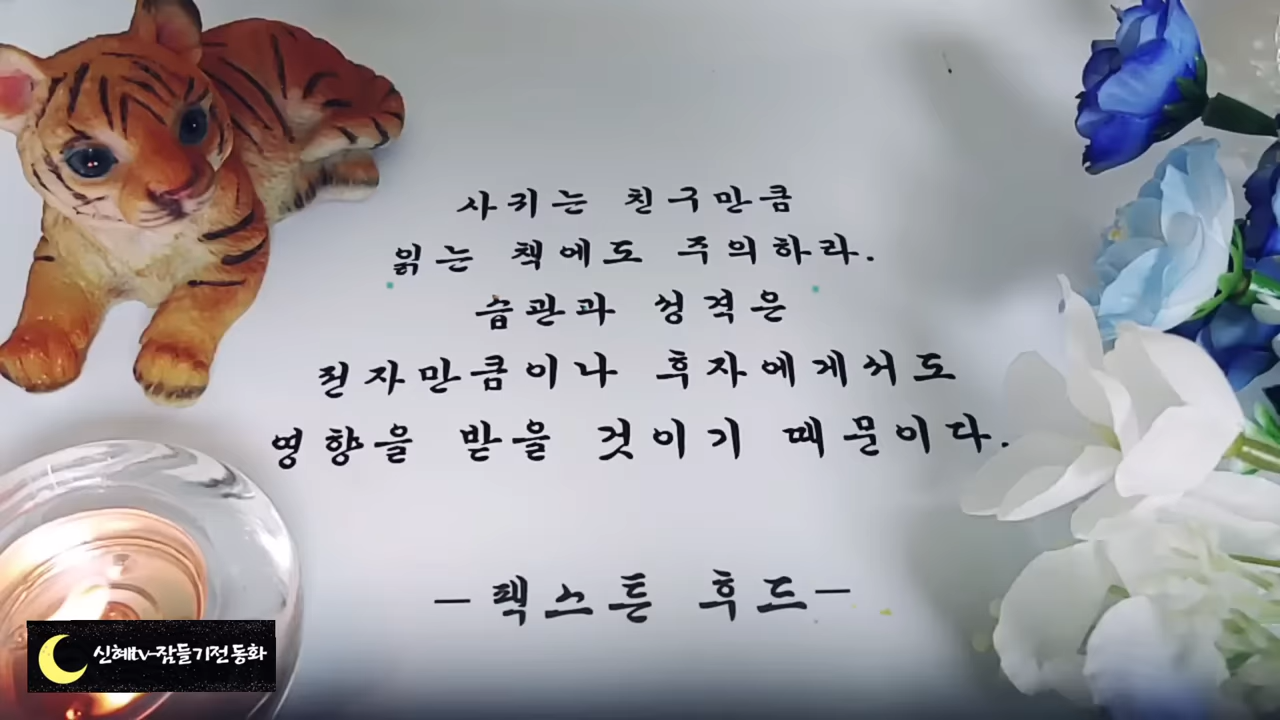 사귀는 친구만큼
읽는 책에도 주의하라.
습관과 성격은
전자만큼이나 후자에게서도
영향을 받을 것이기 때문이다.
-팩스튼 후드-
신혜tv-잠들기전 동화